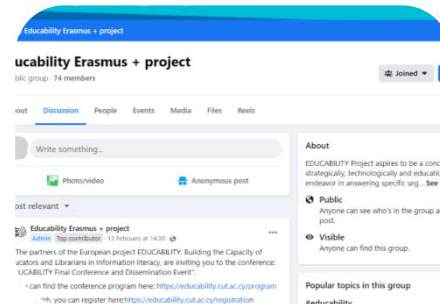 Educability Erasmus + project
ucability Erasmus + project
blic group · 74 members
Joined
out Discussion People Events Media Files Reels
Write something...
Photo/video
Anonymous post
ost relevant
Educability Erasmus + project
Admin Top contributor · 13 February at 14:30
The partners of the European project EDUCABILITY: Building the Capacity of
ucators and Librarians in Information literacy, are inviting you to the conference:
UCABILITY Final Conference and Dissemination Event".
can find the conference program here: https://educability.cut.ac.cy/program
you can register here:https://educability.cut.ac.cy/registration
About
EDUCABILITY Project aspires to be a conc
strategically, technologically and educatio
endeavor in answering specific urg... See
Public
Anyone can see who's in the group a
post.
Visible
Anyone can find this group.
Popular topics in this group